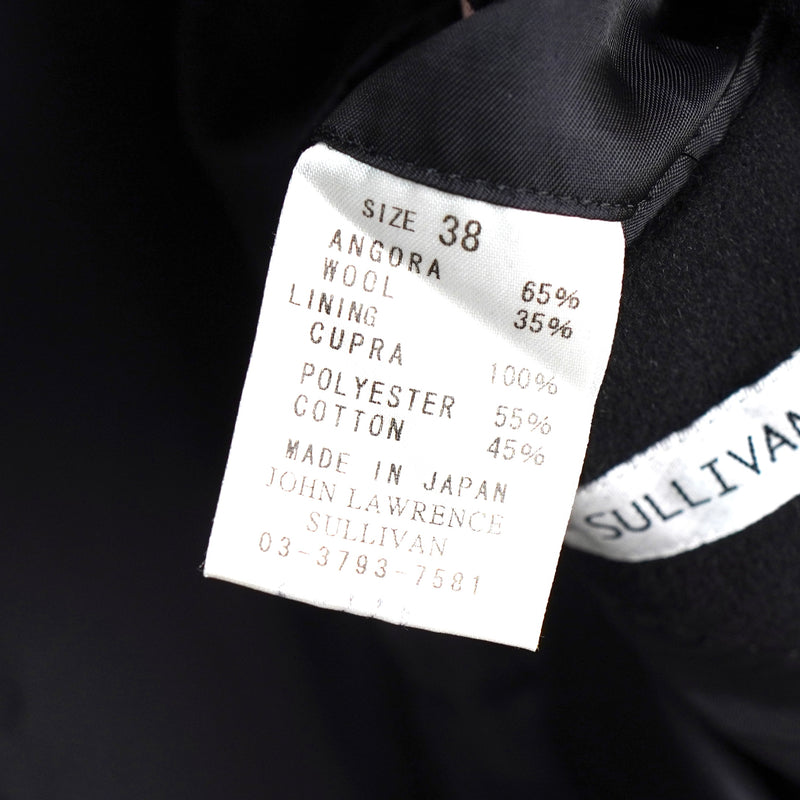 SIZE 38
ANGORA 65%
WOOL 35%
LINING
CUPRA 100%
POLYESTER 55%
COTTON 45%
MADE IN JAPAN
JOHN LAWRENCE
SULLIVAN
03-3793-7581
SULLIVAN